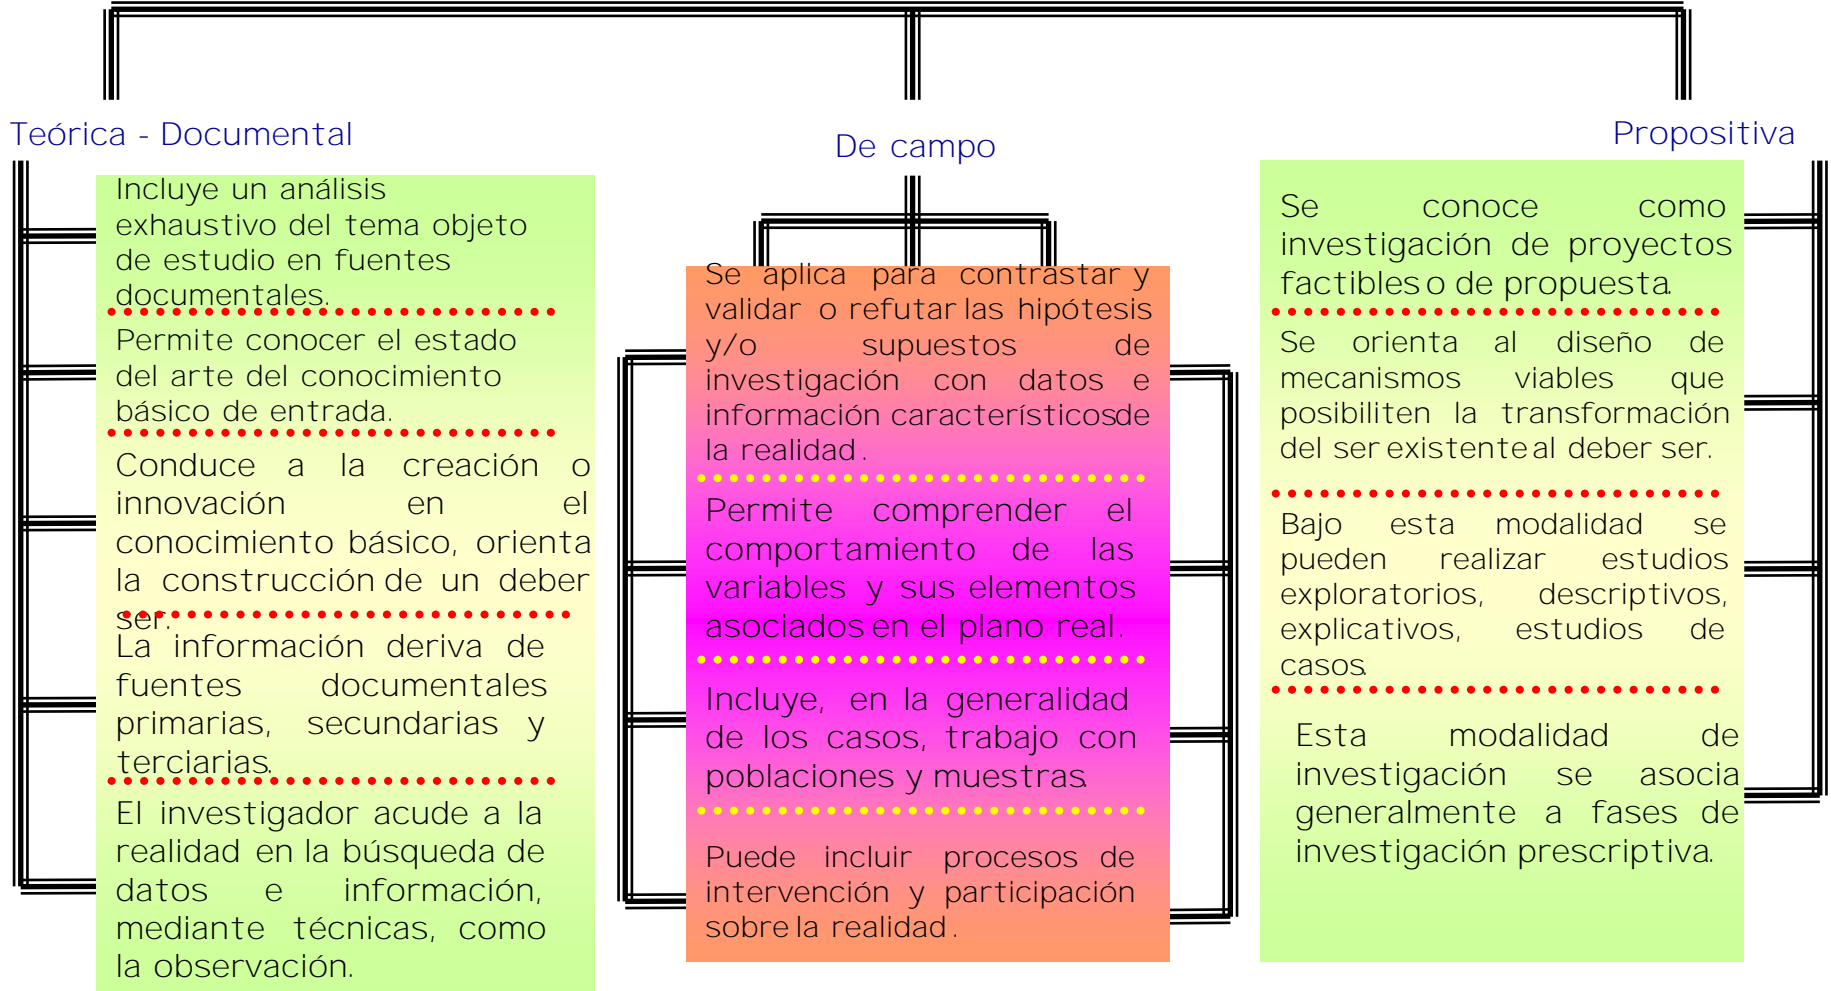 Teórica - Documental
Incluye un análisis
exhaustivo del tema objeto
de estudio en fuentes
documentales.
Permite conocer el estado
del arte del conocimiento
básico de entrada.
Conduce a la creación o
innovación en el
conocimiento básico, orienta
la construcción de un deber
ser.
La información deriva de
fuentes documentales
primarias, secundarias y
terciarias.
El investigador acude a la
realidad en la búsqueda de
datos e información,
mediante técnicas, como
la observación.
De campo
Se aplica para contrastar y
validar o refutar las hipótesis
y/o supuestos de
investigación con datos e
información característicos de
la realidad.
Permite comprender el
comportamiento de las
variables y sus elementos
asociados en el plano real.
Incluye, en la generalidad
de los casos, trabajo con
poblaciones y muestras.
Puede incluir procesos de
intervención y participación
sobre la realidad.
Propositiva
Se conoce como
investigación de proyectos
factibles o de propuesta.
Se orienta al diseño de
mecanismos viables que
posibiliten la transformación
del ser existente al deber ser.
Bajo esta modalidad se
pueden realizar estudios
exploratorios, descriptivos,
explicativos, estudios de
casos.
Esta modalidad de
investigación se asocia
generalmente a fases de
investigación prescriptiva.